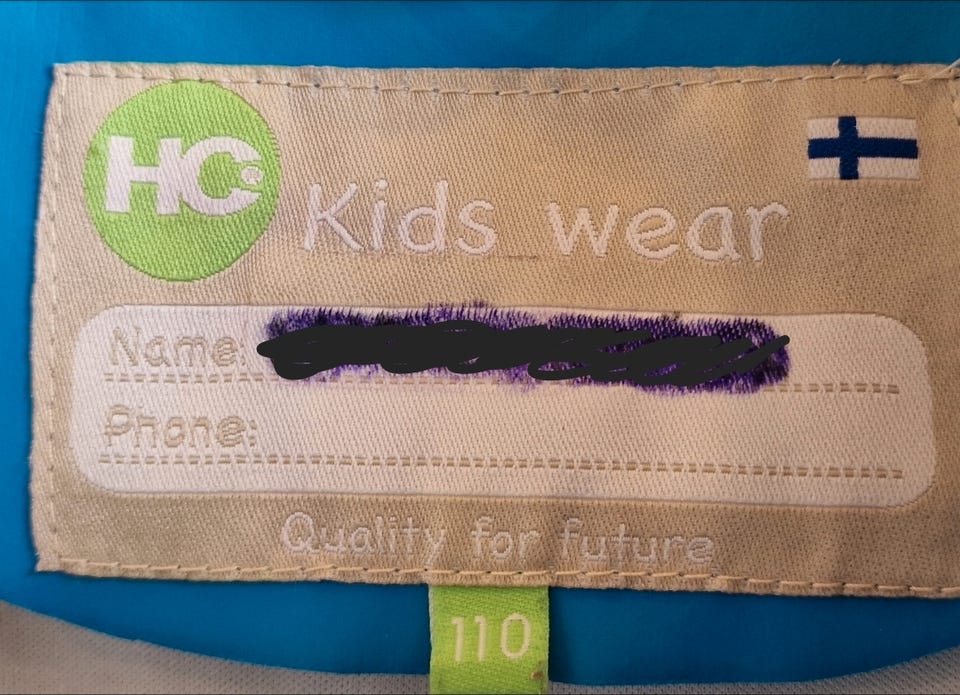 HC
Kids wear
Name:
Phone:
Quality for future
110